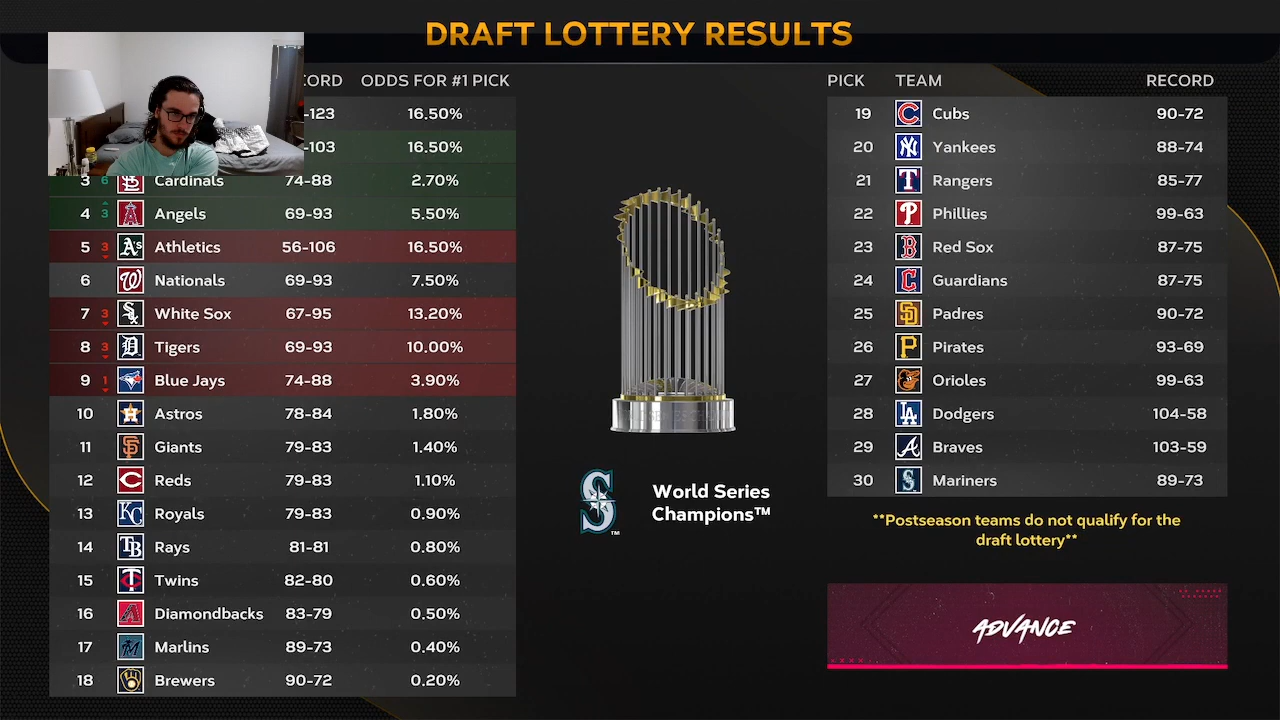 DRAFT LOTTERY RESULTS
CORD ODDS FOR #1 PICK
-123 16.50%
-103 16.50%
3 6 Cardinals 74-88 2.70%
4 3 Angels 69-93 5.50%
5 3 Athletics 56-106 16.50%
6 Nationals 69-93 7.50%
7 3 White Sox 67-95 13.20%
8 3 Tigers 69-93 10.00%
9 1 Blue Jays 74-88 3.90%
10 Astros 78-84 1.80%
11 Giants 79-83 1.40%
12 Reds 79-83 1.10%
13 Royals 79-83 0.90%
14 Rays 81-81 0.80%
15 Twins 82-80 0.60%
16 Diamondbacks 83-79 0.50%
17 Marlins 89-73 0.40%
18 Brewers 90-72 0.20%
World Series
Champions™
PICK TEAM RECORD
19 Cubs 90-72
20 Yankees 88-74
21 Rangers 85-77
22 Phillies 99-63
23 Red Sox 87-75
24 Guardians 87-75
25 Padres 90-72
26 Pirates 93-69
27 Orioles 99-63
28 Dodgers 104-58
29 Braves 103-59
30 Mariners 89-73
**Postseason teams do not qualify for the
draft lottery**
ADVANCE